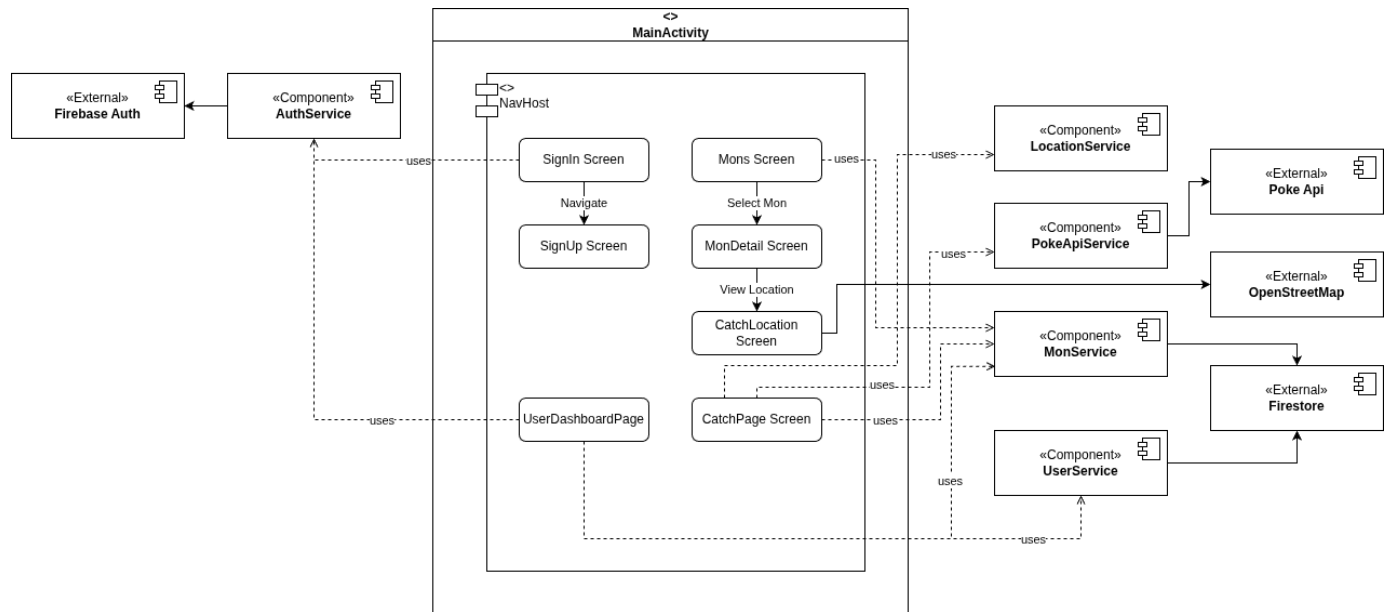 <>
MainActivity
«External»
Firebase Auth
«Component»
AuthService
<>
NavHost
SignIn Screen
Navigate
SignUp Screen
Mons Screen
Select Mon
MonDetail Screen
View Location
CatchLocation
Screen
UserDashboardPage
CatchPage Screen
uses
uses
uses
uses
uses
uses
uses
uses
uses
uses
«Component»
LocationService
«Component»
PokeApiService
«Component»
MonService
«Component»
UserService
«External»
Poke Api
«External»
OpenStreetMap
«External»
Firestore